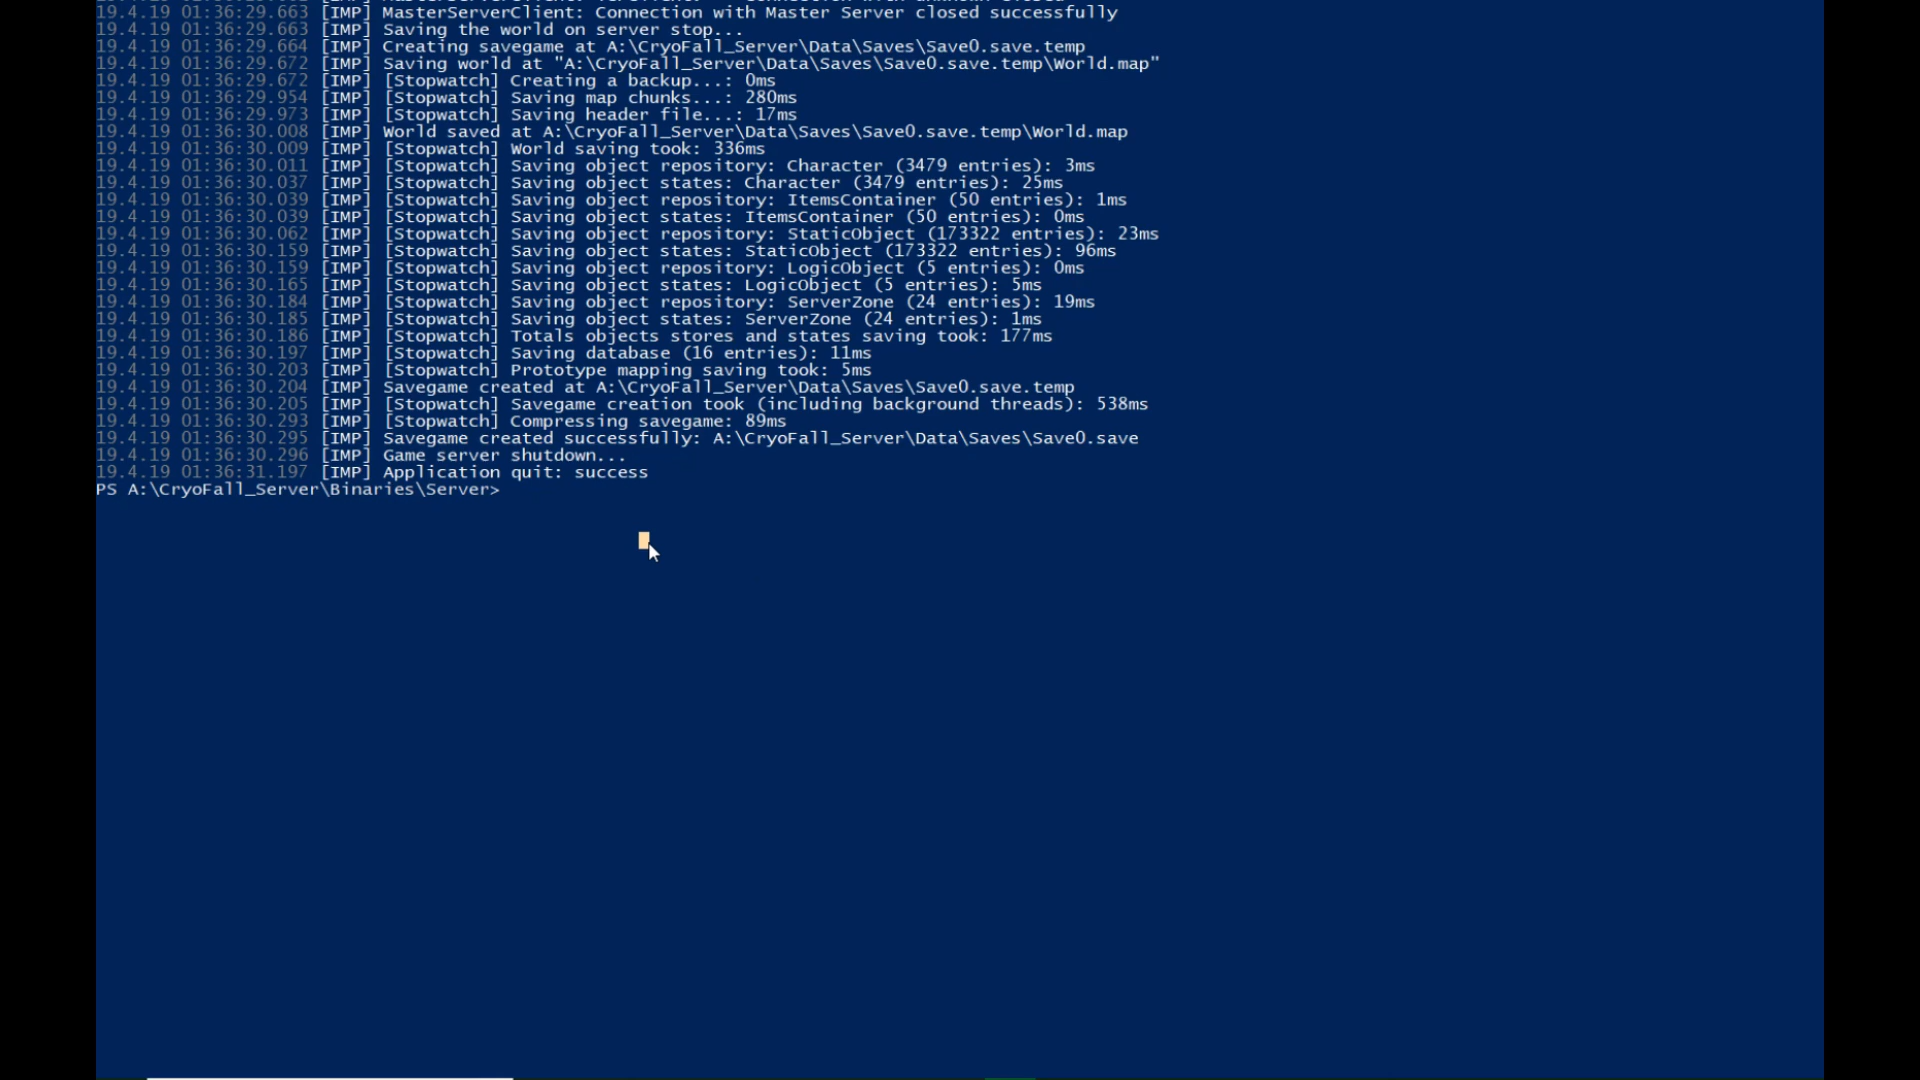 19.4.19 01:36:29.663 [IMP] MasterServerClient: Connection with Master Server closed successfully
19.4.19 01:36:29.663 [IMP] Saving the world on server stop...
19.4.19 01:36:29.664 [IMP] Creating savegame at A:\CryoFall_Server\Data\Saves\Save0.save.temp
19.4.19 01:36:29.672 [IMP] Saving world at "A:\CryoFall_Server\Data\Saves\Save0.save.temp\World.map"
19.4.19 01:36:29.672 [IMP] [Stopwatch] Creating a backup...: 0ms
19.4.19 01:36:29.954 [IMP] [Stopwatch] Saving map chunks...: 280ms
19.4.19 01:36:29.973 [IMP] [Stopwatch] Saving header file...: 17ms
19.4.19 01:36:30.008 [IMP] World saved at A:\CryoFall_Server\Data\Saves\Save0.save.temp\World.map
19.4.19 01:36:30.009 [IMP] [Stopwatch] World saving took: 336ms
19.4.19 01:36:30.011 [IMP] [Stopwatch] Saving object repository: Character (3479 entries): 3ms
19.4.19 01:36:30.037 [IMP] [Stopwatch] Saving object states: Character (3479 entries): 25ms
19.4.19 01:36:30.039 [IMP] [Stopwatch] Saving object repository: ItemsContainer (50 entries): 1ms
19.4.19 01:36:30.039 [IMP] [Stopwatch] Saving object states: ItemsContainer (50 entries): 0ms
19.4.19 01:36:30.062 [IMP] [Stopwatch] Saving object repository: StaticObject (173322 entries): 23ms
19.4.19 01:36:30.159 [IMP] [Stopwatch] Saving object states: StaticObject (173322 entries): 96ms
19.4.19 01:36:30.159 [IMP] [Stopwatch] Saving object repository: LogicObject (5 entries): 0ms
19.4.19 01:36:30.165 [IMP] [Stopwatch] Saving object states: LogicObject (5 entries): 5ms
19.4.19 01:36:30.184 [IMP] [Stopwatch] Saving object repository: ServerZone (24 entries): 19ms
19.4.19 01:36:30.185 [IMP] [Stopwatch] Saving object states: ServerZone (24 entries): 1ms
19.4.19 01:36:30.186 [IMP] [Stopwatch] Totals objects stores and states saving took: 177ms
19.4.19 01:36:30.197 [IMP] [Stopwatch] Saving database (16 entries): 11ms
19.4.19 01:36:30.203 [IMP] [Stopwatch] Prototype mapping saving took: 5ms
19.4.19 01:36:30.204 [IMP] Savegame created at A:\CryoFall_Server\Data\Saves\Save0.save.temp
19.4.19 01:36:30.205 [IMP] [Stopwatch] Savegame creation took (including background threads): 538ms
19.4.19 01:36:30.293 [IMP] [Stopwatch] Compressing savegame: 89ms
19.4.19 01:36:30.295 [IMP] Savegame created successfully: A:\CryoFall_Server\Data\Saves\Save0.save
19.4.19 01:36:30.296 [IMP] Game server shutdown...
19.4.19 01:36:31.197 [IMP] Application quit: success
PS A:\CryoFall_Server\Binaries\Server>